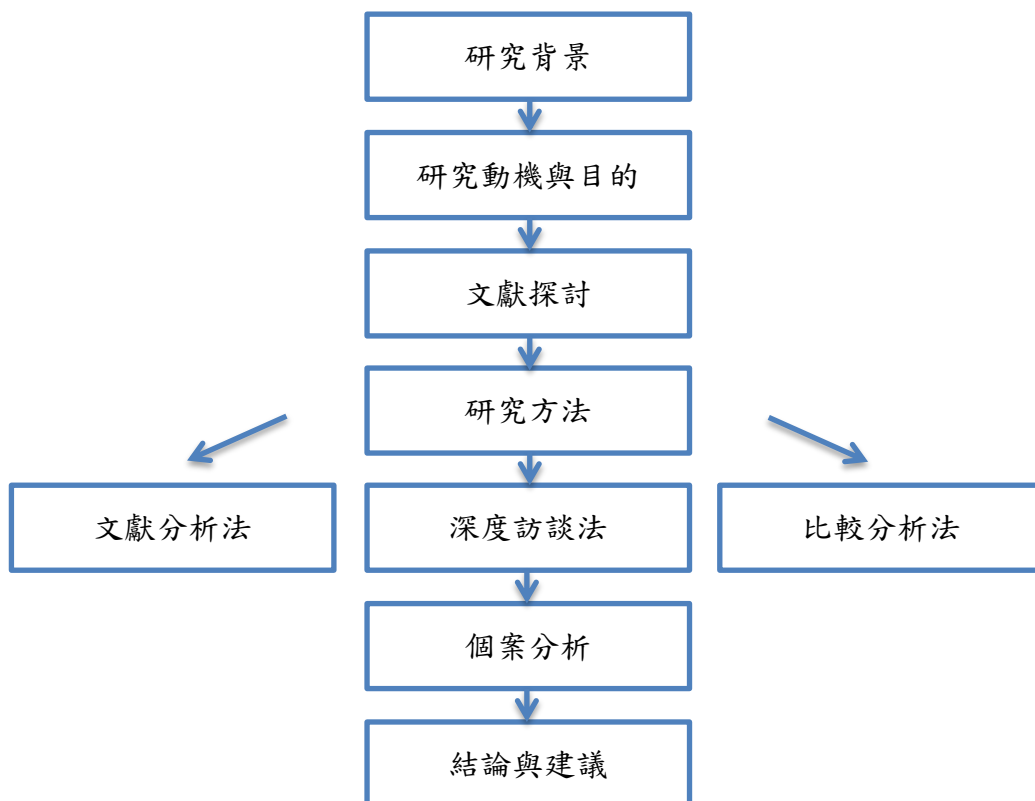 研究背景
研究動機與目的
文獻探討
研究方法
文獻分析法
深度訪談法
比較分析法
個案分析
結論與建議